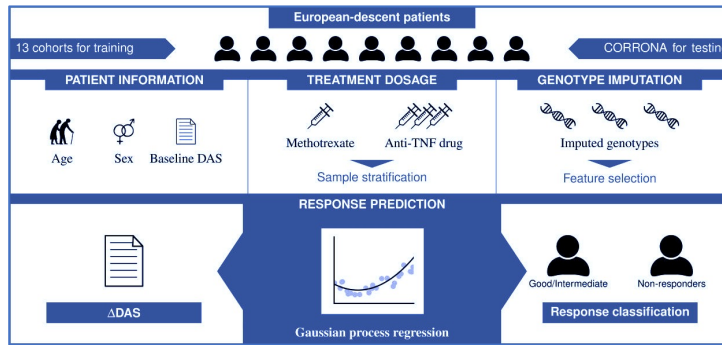 European-descent patients
13 cohorts for training
CORRONA for testing
PATIENT INFORMATION
TREATMENT DOSAGE
GENOTYPE IMPUTATION
Age
Sex
Baseline DAS
Methotrexate
Anti-TNF drug
Imputed genotypes
Sample stratification
Feature selection
RESPONSE PREDICTION
ΔDAS
Gaussian process regression
Good/Intermediate
Non-responders
Response classification